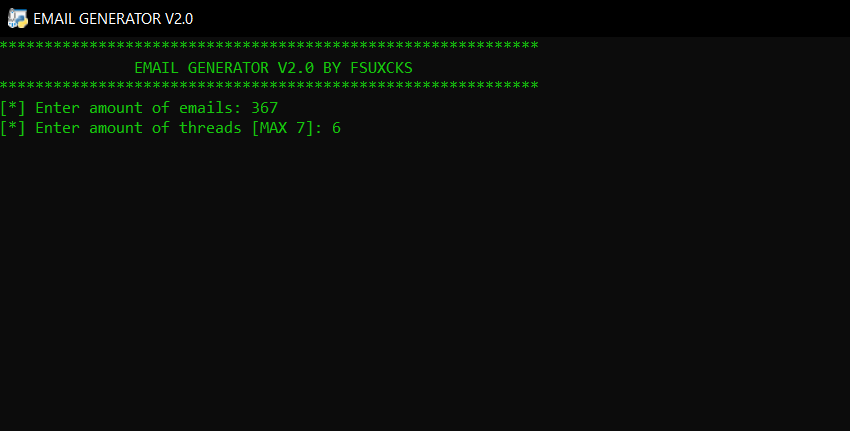 EMAIL GENERATOR V2.0
************************************************************
EMAIL GENERATOR V2.0 BY FSUXCKS
************************************************************
[*] Enter amount of emails: 367
[*] Enter amount of threads [MAX 7]: 6